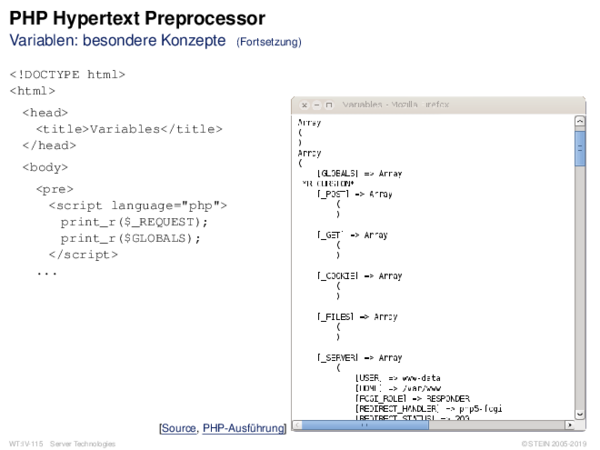 PHP Hypertext Preprocessor
Variablen: besondere Konzepte (Fortsetzung)
<!DOCTYPE html>
<html>
<head>
<title>Variables</title>
</head>
<body>
<pre>
<script language="php">
print_r($_REQUEST);
print_r($GLOBALS);
</script>
...
[Source, PHP-Ausführung]
Variables - Mozilla Firefox
Array
(
)
Array
(
[GLOBALS] => Array
*RECURSION*
[_POST] => Array
(
)
[_GET] => Array
(
)
[_COOKIE] => Array
(
)
[_FILES] => Array
(
)
[_SERVER] => Array
(
[USER] => www-data
[HOME] => /var/www
[FCGI_ROLE] => RESPONDER
[REDIRECT_HANDLER] => php5-fcgi
[REDIRECT_STATUS] => 200
WT:IV-115 Server Technologies
© STEIN 2005-2019